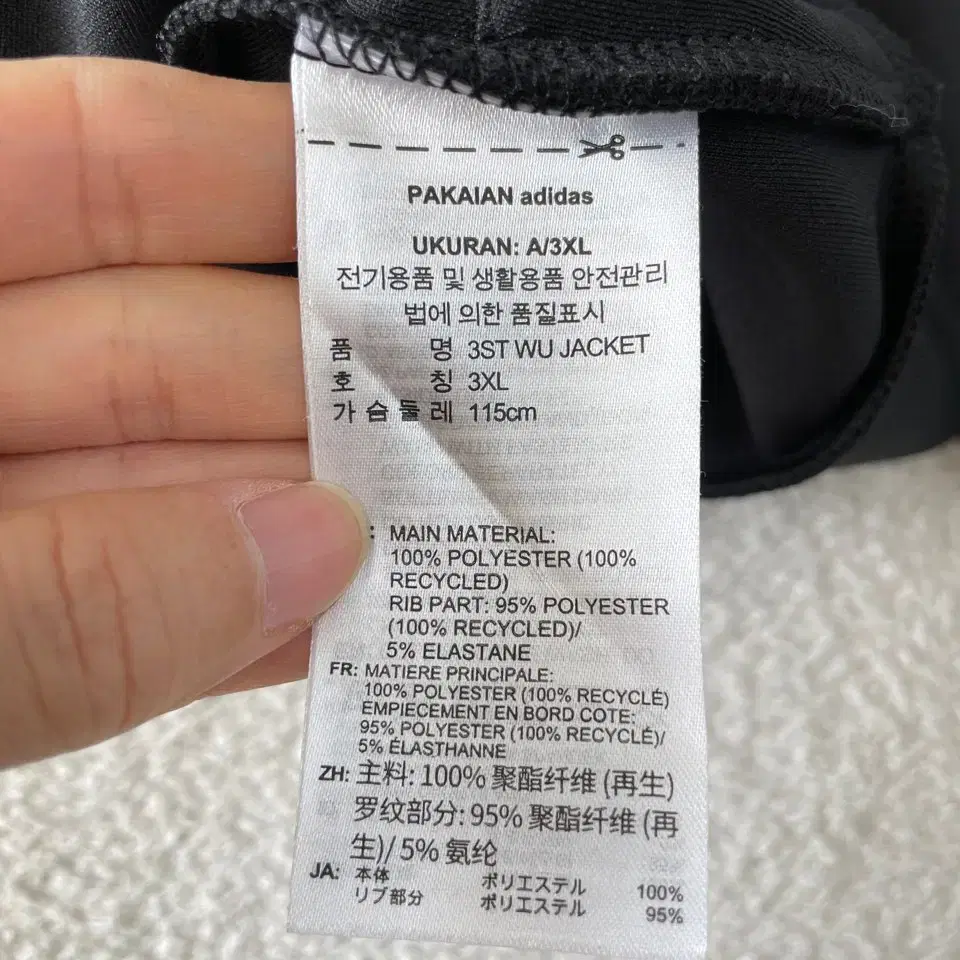 PAKAIAN adidas
UKURAN: A/3XL
전기용품 및 생활용품 안전관리
법에 의한 품질표시
품 명 3ST WU JACKET
호 칭 3XL
가 슴 둘 레 115cm
: MAIN MATERIAL:
100% POLYESTER (100%
RECYCLED)
RIB PART: 95% POLYESTER
(100% RECYCLED)/
5% ELASTANE
FR: MATIERE PRINCIPALE:
100% POLYESTER (100% RECYCLÉ)
EMPIECEMENT EN BORD COTE:
95% POLYESTER (100% RECYCLÉ)/
5% ÉLASTHANNE
ZH: 主料: 100% 聚酯纤维 (再生)
罗纹部分: 95% 聚酯纤维 (再
生)/ 5% 氨纶
JA: 本体 ポリエステル 100%
リブ部分 ポリエステル 95%